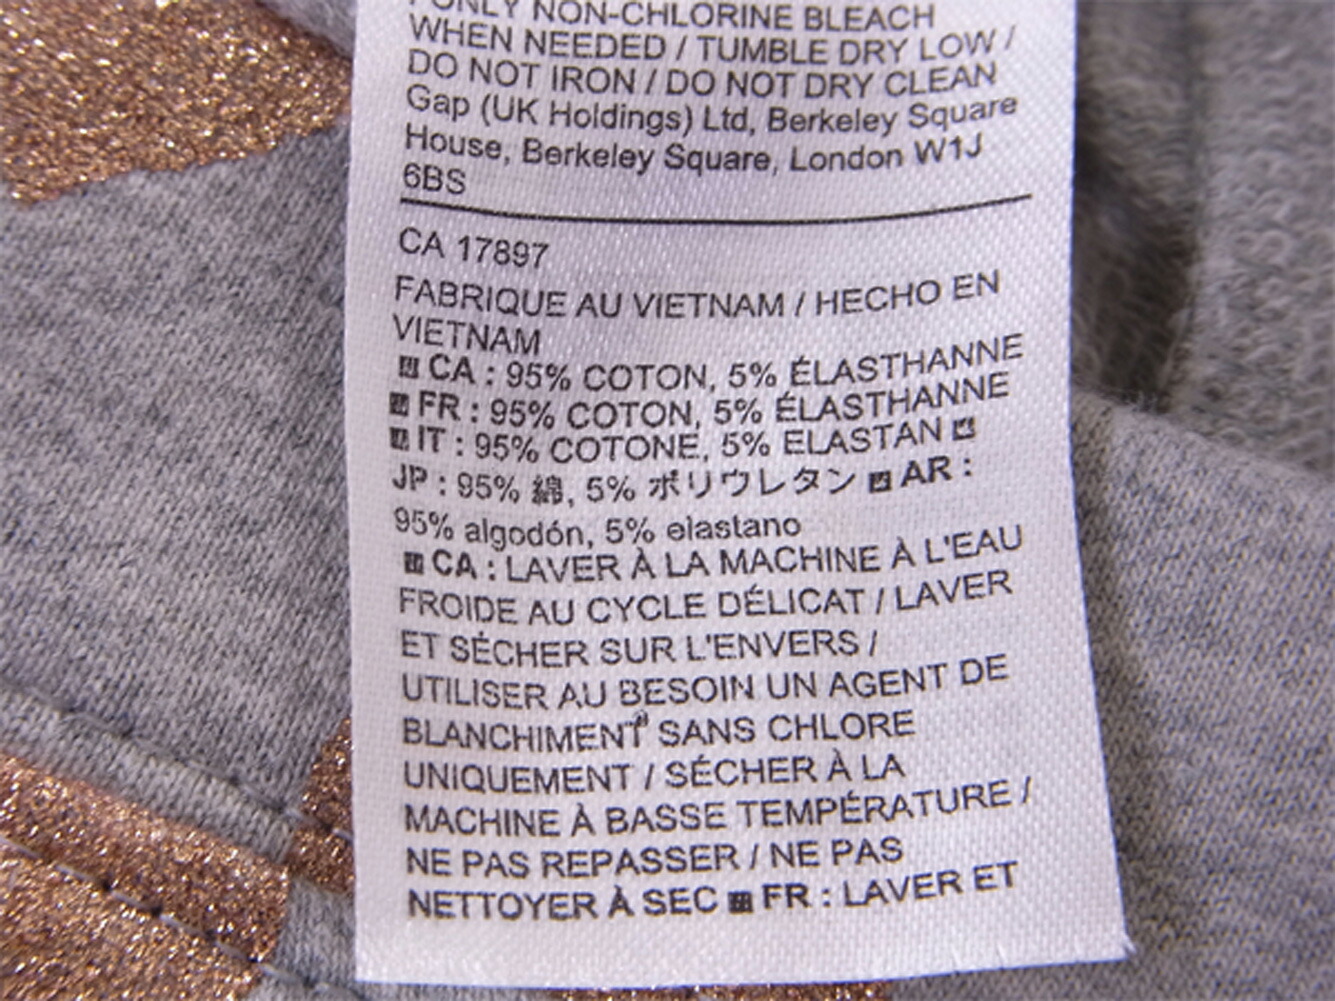 ONLY NON-CHLORINE BLEACH
WHEN NEEDED / TUMBLE DRY LOW /
DO NOT IRON / DO NOT DRY CLEAN
Gap (UK Holdings) Ltd, Berkeley Square
House, Berkeley Square, London W1J
6BS
CA 17897
FABRIQUE AU VIETNAM / HECHO EN
VIETNAM
CA : 95% COTON, 5% ÉLASTHANNE
FR : 95% COTON, 5% ÉLASTHANNE
IT : 95% COTONE, 5% ELASTAN
JP : 95% 綿, 5% ポリウレタン AR :
95% algodón, 5% elastano
CA : LAVER À LA MACHINE À L'EAU
FROIDE AU CYCLE DÉLICAT / LAVER
ET SÉCHER SUR L'ENVERS /
UTILISER AU BESOIN UN AGENT DE
BLANCHIMENT SANS CHLORE
UNIQUEMENT / SÉCHER À LA
MACHINE À BASSE TEMPÉRATURE /
NE PAS REPASSER / NE PAS
NETTOYER À SEC FR : LAVER ET